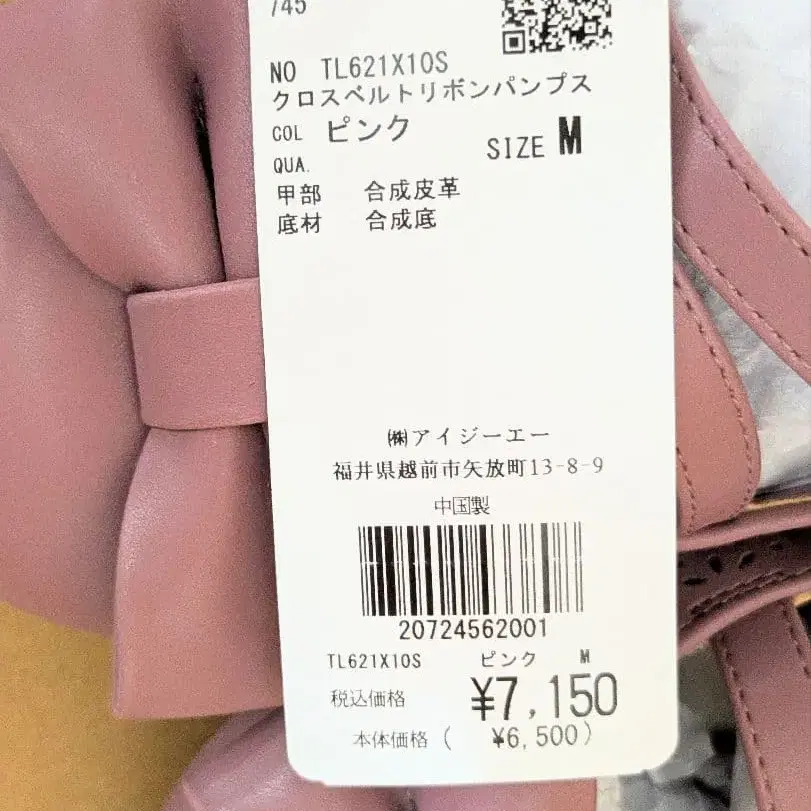 745
NO TL621X10S
クロスベルトリボンパンプス
COL ピンク
SIZE M
QUA.
甲部 合成皮革
底材 合成底
㈱アイジーエー
福井県越前市矢放町13-8-9
中国製
20724562001
TL621X10S ピンク M
税込価格 ¥7,150
本体価格 ( ¥6,500)